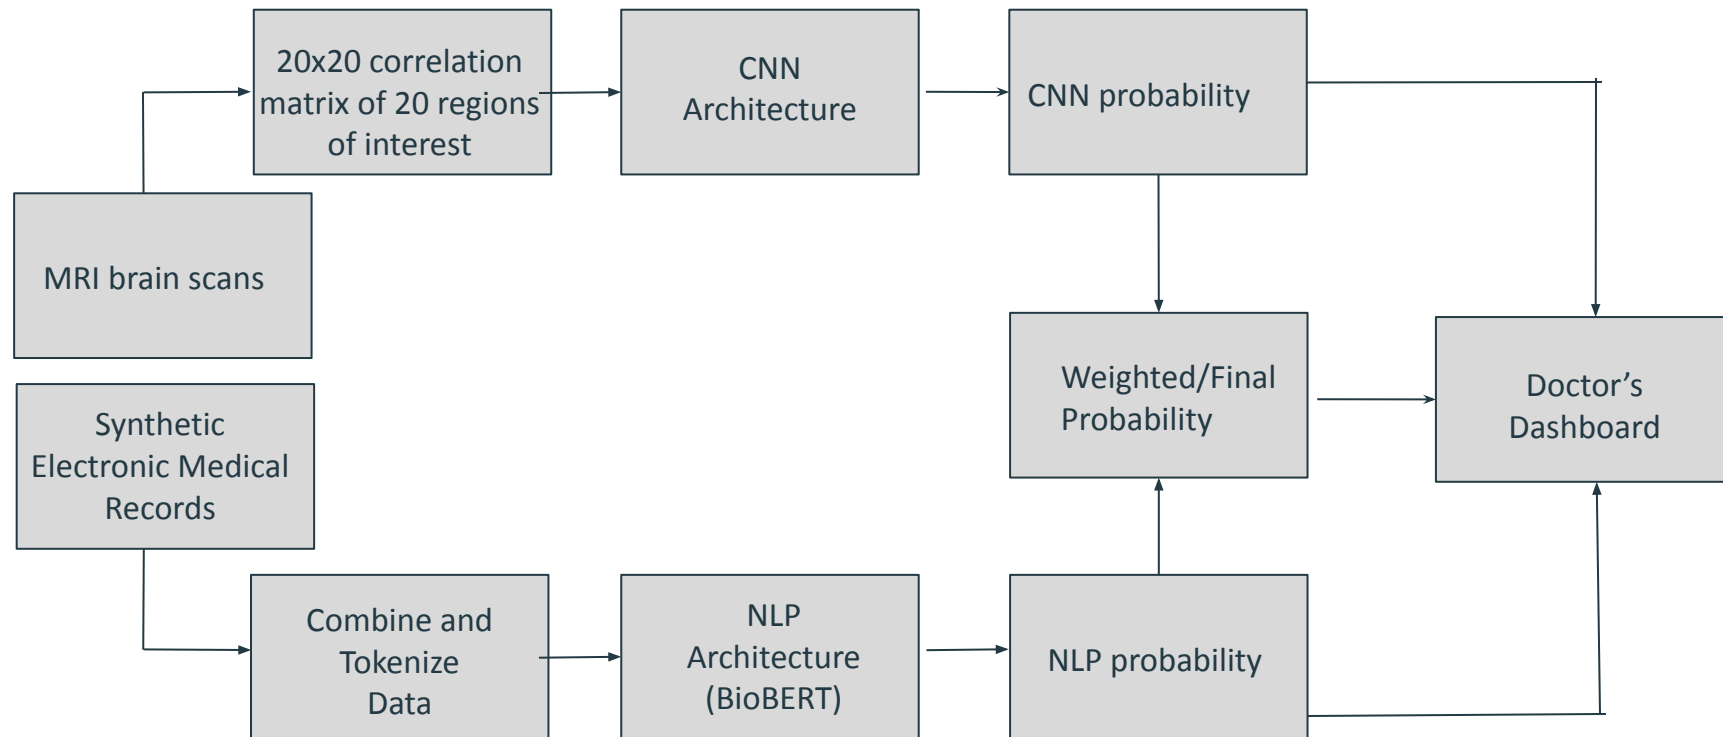 20x20 correlation
matrix of 20 regions
of interest
CNN
Architecture
CNN probability
MRI brain scans
Synthetic
Electronic Medical
Records
Weighted/Final
Probability
Doctor’s
Dashboard
Combine and
Tokenize
Data
NLP
Architecture
(BioBERT)
NLP probability